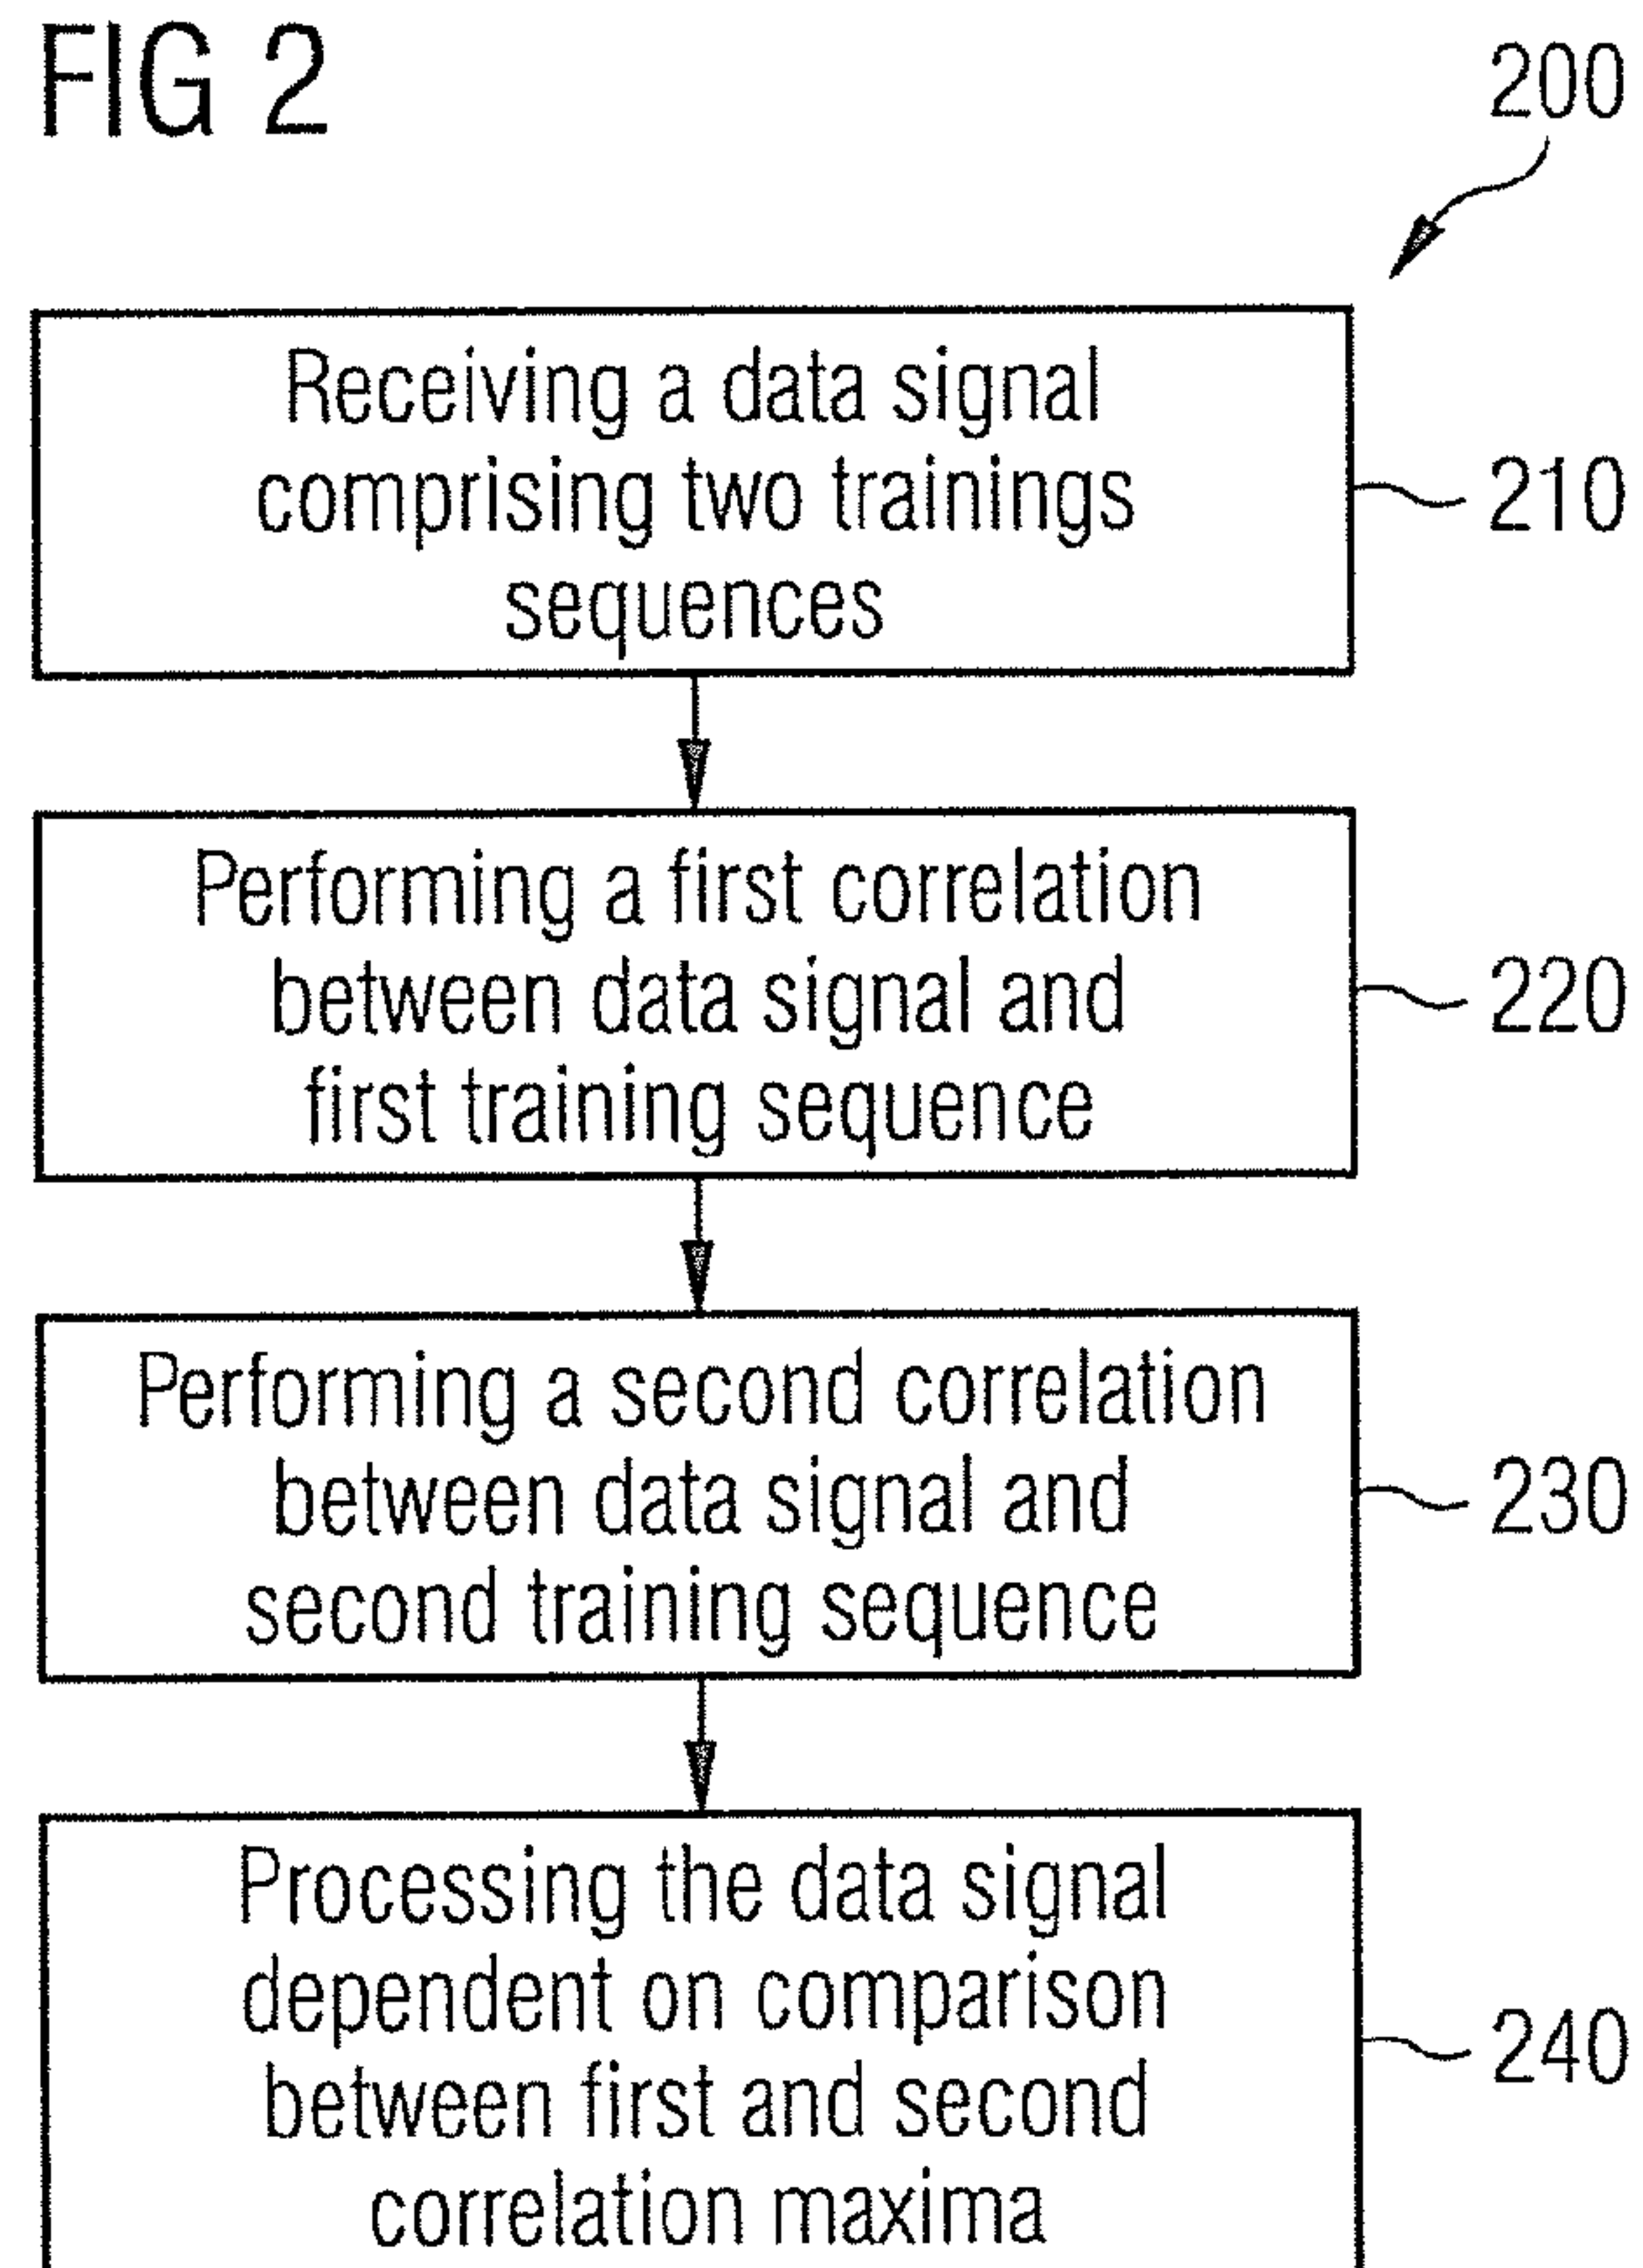 FIG 2
200
Receiving a data signal
comprising two trainings
sequences
210
Performing a first correlation
between data signal and
first training sequence
220
Performing a second correlation
between data signal and
second training sequence
230
Processing the data signal
dependent on comparison
between first and second
correlation maxima
240